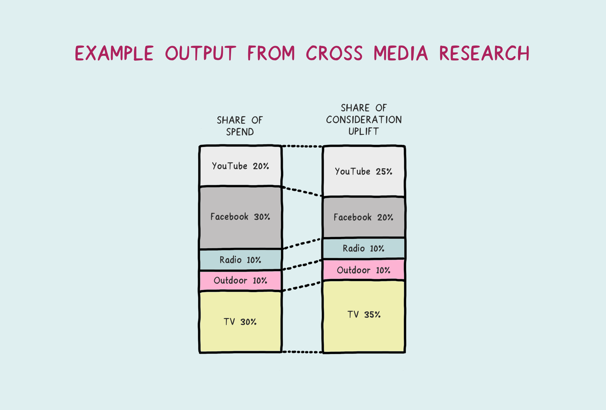 EXAMPLE OUTPUT FROM CROSS MEDIA RESEARCH
SHARE OF
SPEND
SHARE OF
CONSIDERATION
UPLIFT
YouTube 20%
YouTube 25%
Facebook 30%
Facebook 20%
Radio 10%
Radio 10%
Outdoor 10%
Outdoor 10%
TV 30%
TV 35%